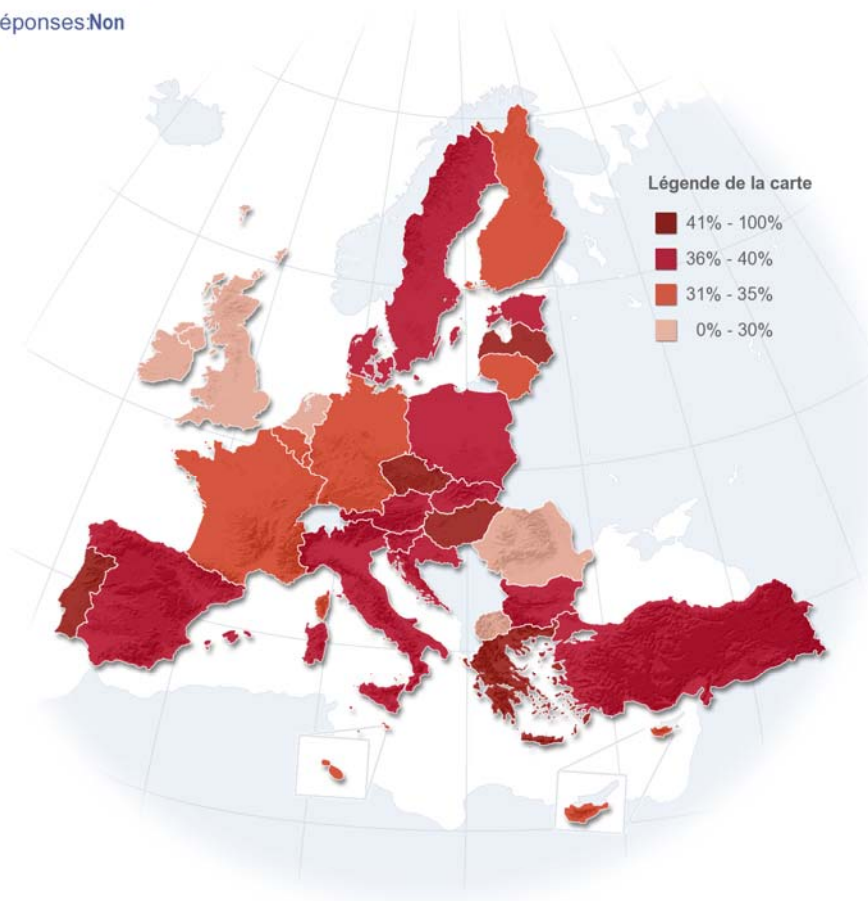 éponses:Non
Légende de la carte
41% - 100%
36% - 40%
31% - 35%
0% - 30%